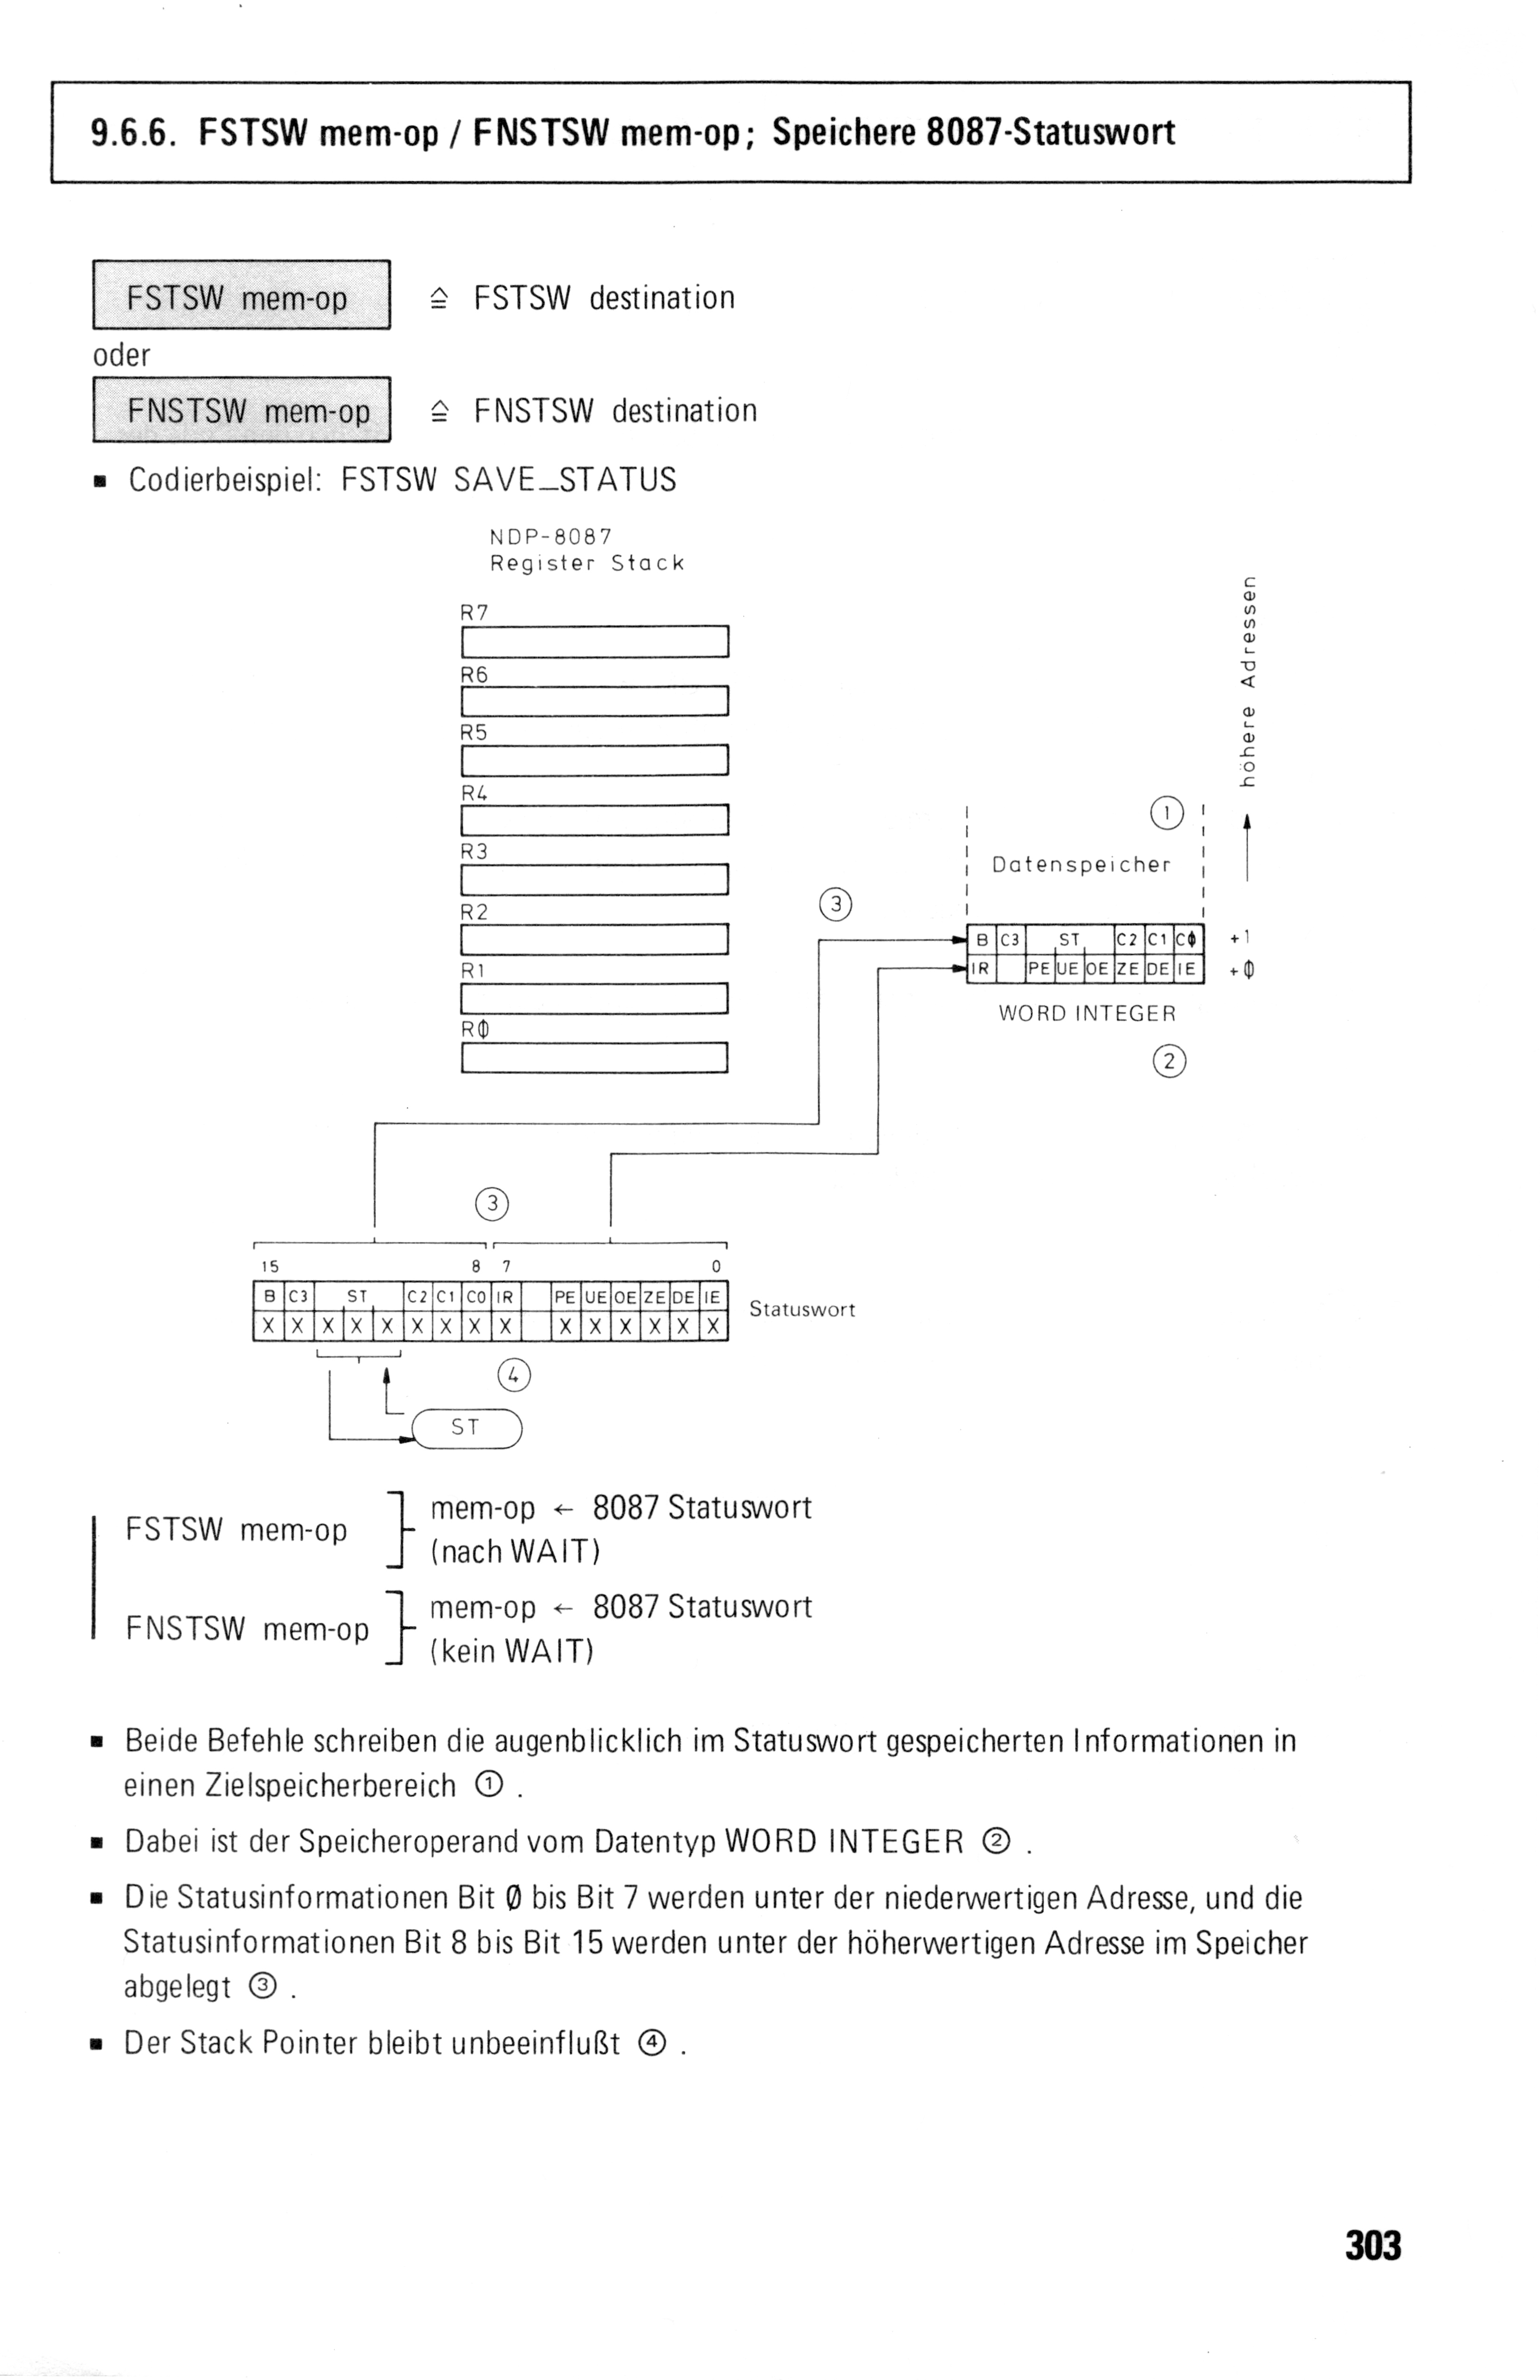 9.6.6. FSTSW mem-op / FNSTSW mem-op; Speichere 8087-Statuswort
FSTSW mem-op ≙ FSTSW destination
oder
FNSTSW mem-op ≙ FNSTSW destination
▪ Codierbeispiel: FSTSW SAVE_STATUS
NDP-8087
Register Stack
R7
R6
R5
R4
R3
R2
R1
R0
höhere Adressen
①
Datenspeicher
③
B C3 ST C2 C1 C0 +1
IR PE UE OE ZE DE IE +0
WORD INTEGER
②
③
15 8 7 0
B C3 ST C2 C1 C0 IR PE UE OE ZE DE IE
X X X X X X X X X X X X X X X
Statuswort
④
ST
FSTSW mem-op } mem-op ← 8087 Statuswort
(nach WAIT)
FNSTSW mem-op } mem-op ← 8087 Statuswort
(kein WAIT)
▪ Beide Befehle schreiben die augenblicklich im Statuswort gespeicherten Informationen in
einen Zielspeicherbereich ① .
▪ Dabei ist der Speicheroperand vom Datentyp WORD INTEGER ② .
▪ Die Statusinformationen Bit 0 bis Bit 7 werden unter der niederwertigen Adresse, und die
Statusinformationen Bit 8 bis Bit 15 werden unter der höherwertigen Adresse im Speicher
abgelegt ③ .
▪ Der Stack Pointer bleibt unbeeinflußt ④ .
303